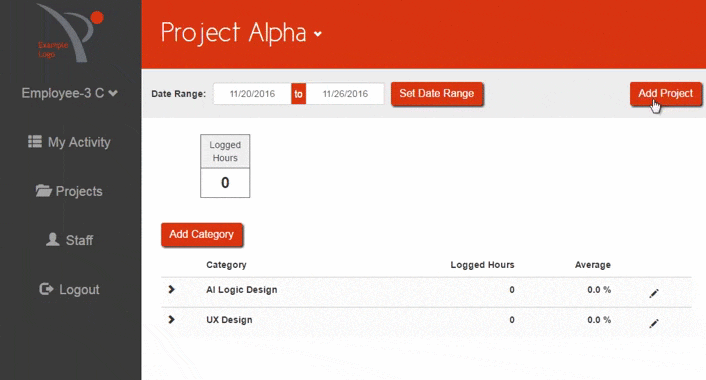 Example
Logo
Employee-3 C
My Activity
Projects
Staff
Logout
Project Alpha
Date Range: 11/20/2016 to 11/26/2016 Set Date Range Add Project
Logged
Hours
0
Add Category
Category Logged Hours Average
AI Logic Design 0 0.0 %
UX Design 0 0.0 %